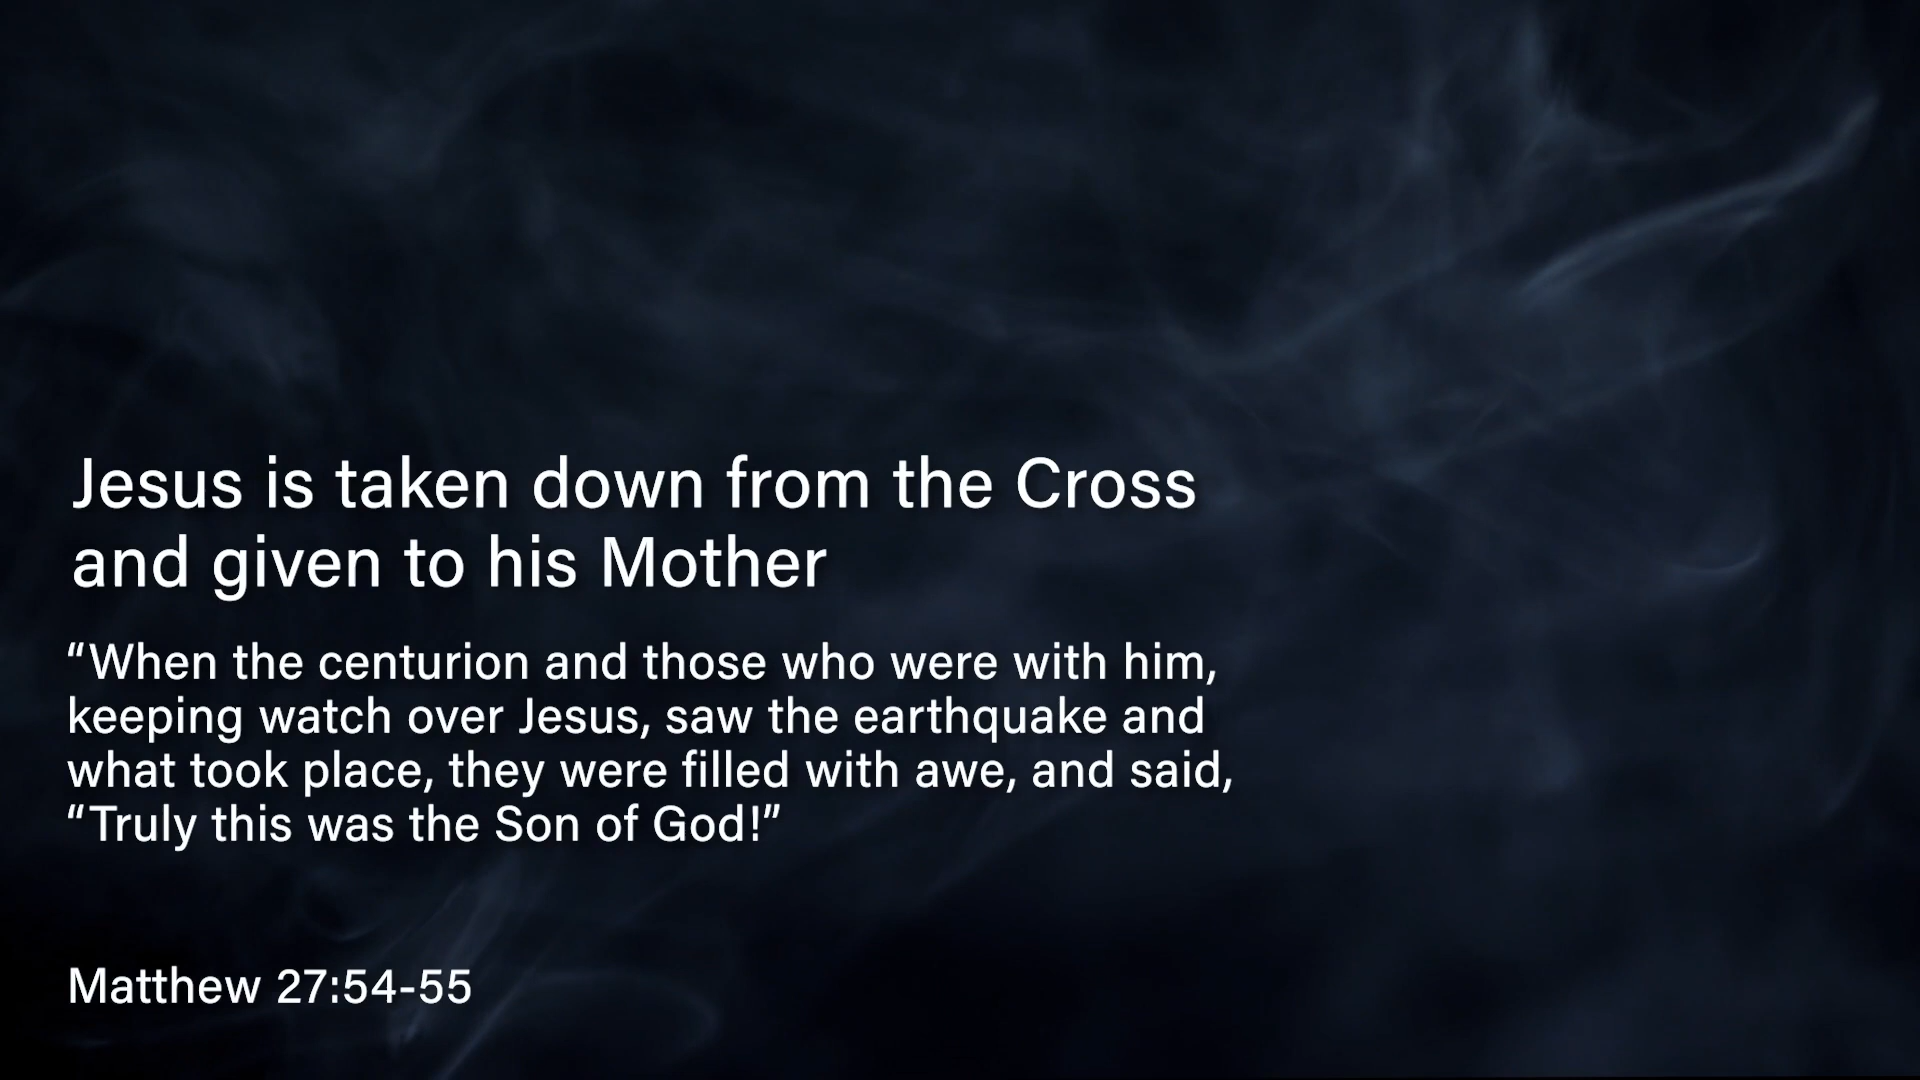 Jesus is taken down from the Cross
and given to his Mother
“When the centurion and those who were with him,
keeping watch over Jesus, saw the earthquake and
what took place, they were filled with awe, and said,
“Truly this was the Son of God!”
Matthew 27:54-55